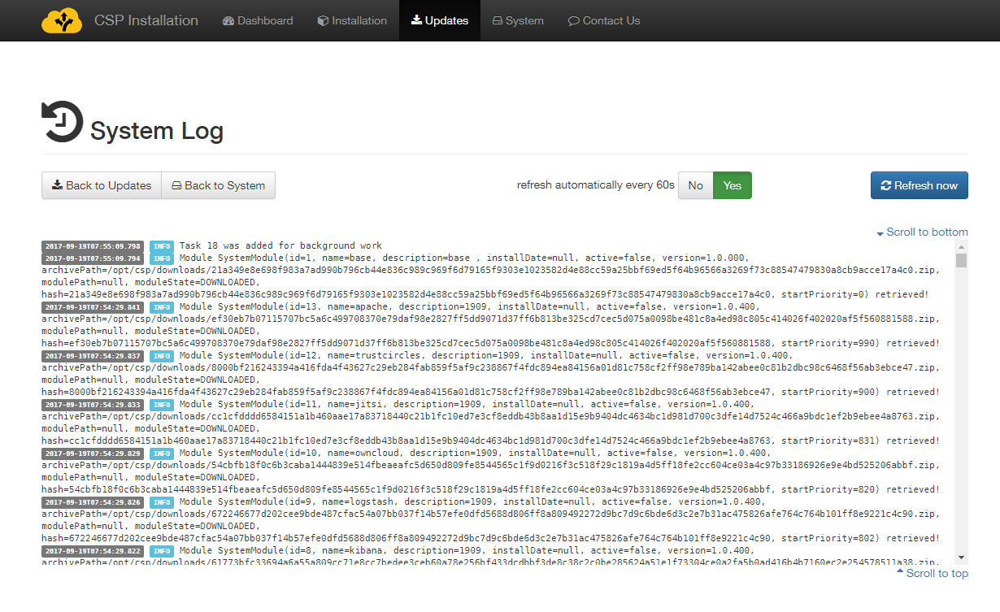 CSP Installation Dashboard Installation Updates System Contact Us
System Log
Back to Updates Back to System refresh automatically every 60s No Yes Refresh now
Scroll to bottom
2017-09-19T07:55:09.798 INFO Task 18 was added for background work
2017-09-19T07:55:09.794 INFO Module SystemModule(id=1, name=base, description=base , installDate=null, active=false, version=1.0.000,
archivePath=/opt/csp/downloads/21a349e8e698f983a7ad990b796cb44e836c989c969f6d79165f9303e1023582d4e88cc59a25bbf69ed5f64b96566a3269f73c88547479830a8cb9acce17a4c0.zip,
modulePath=null, moduleState=DOWNLOADED,
hash=21a349e8e698f983a7ad990b796cb44e836c989c969f6d79165f9303e1023582d4e88cc59a25bbf69ed5f64b96566a3269f73c88547479830a8cb9acce17a4c0, startPriority=0) retrieved!
2017-09-19T07:54:29.841 INFO Module SystemModule(id=13, name=apache, description=1909, installDate=null, active=false, version=1.0.400,
archivePath=/opt/csp/downloads/ef30eb7b07115707bc5a6c499708370e79daf98e2827ff5dd9071d37ff6b813be325cd7cec5d075a0098be481c8a4ed98c805c414026f402020af5f560881588.zip,
modulePath=null, moduleState=DOWNLOADED,
hash=ef30eb7b07115707bc5a6c499708370e79daf98e2827ff5dd9071d37ff6b813be325cd7cec5d075a0098be481c8a4ed98c805c414026f402020af5f560881588, startPriority=990) retrieved!
2017-09-19T07:54:29.837 INFO Module SystemModule(id=12, name=trustcircles, description=1909, installDate=null, active=false, version=1.0.400,
archivePath=/opt/csp/downloads/8000bf216243394a416fda4f43627c29eb284fab859f5af9c238867f4fdc894ea84156a01d81c758cf2ff98e789ba142abee0c81b2dbc98c6468f56ab3ebce47.zip,
modulePath=null, moduleState=DOWNLOADED,
hash=8000bf216243394a416fda4f43627c29eb284fab859f5af9c238867f4fdc894ea84156a01d81c758cf2ff98e789ba142abee0c81b2dbc98c6468f56ab3ebce47, startPriority=900) retrieved!
2017-09-19T07:54:29.833 INFO Module SystemModule(id=11, name=jitsi, description=1909, installDate=null, active=false, version=1.0.400,
archivePath=/opt/csp/downloads/cc1cfdddd6584151a1b460aae17a83718440c21b1fc10ed7e3cf8eddb43b8aa1d15e9b9404dc4634bc1d981d700c3dfe14d7524c466a9bdc1ef2b9ebee4a8763.zip,
modulePath=null, moduleState=DOWNLOADED,
hash=cc1cfdddd6584151a1b460aae17a83718440c21b1fc10ed7e3cf8eddb43b8aa1d15e9b9404dc4634bc1d981d700c3dfe14d7524c466a9bdc1ef2b9ebee4a8763, startPriority=831) retrieved!
2017-09-19T07:54:29.829 INFO Module SystemModule(id=10, name=owncloud, description=1909, installDate=null, active=false, version=1.0.400,
archivePath=/opt/csp/downloads/54cbfb18f0c6b3caba1444839e514fbeaeafc5d650d809fe8544565c1f9d0216f3c518f29c1819a4d5ff18fe2cc604ce03a4c97b33186926e9e4bd525206abbf.zip,
modulePath=null, moduleState=DOWNLOADED,
hash=54cbfb18f0c6b3caba1444839e514fbeaeafc5d650d809fe8544565c1f9d0216f3c518f29c1819a4d5ff18fe2cc604ce03a4c97b33186926e9e4bd525206abbf, startPriority=820) retrieved!
2017-09-19T07:54:29.826 INFO Module SystemModule(id=9, name=logstash, description=1909, installDate=null, active=false, version=1.0.400,
archivePath=/opt/csp/downloads/672246677d202cee9bde487cfac54a07bb037f14b57efe0dfd5688d806ff8a809492272d9bc7d9c6bde6d3c2e7b31ac475826afe764c764b101ff8e9221c4c90.zip,
modulePath=null, moduleState=DOWNLOADED,
hash=672246677d202cee9bde487cfac54a07bb037f14b57efe0dfd5688d806ff8a809492272d9bc7d9c6bde6d3c2e7b31ac475826afe764c764b101ff8e9221c4c90, startPriority=802) retrieved!
2017-09-19T07:54:29.822 INFO Module SystemModule(id=8, name=kibana, description=1909, installDate=null, active=false, version=1.0.400,
archivePath=/opt/csp/downloads/61773bfc33694a6a55a809cc71e8cc7bedee3ceb60a78e256bf433dcdbbf3de8c38c2c0be285624a51e1f73304ce0a2fa5b0ad416b4b7160ec2e254578511a38.zip,
Scroll to top